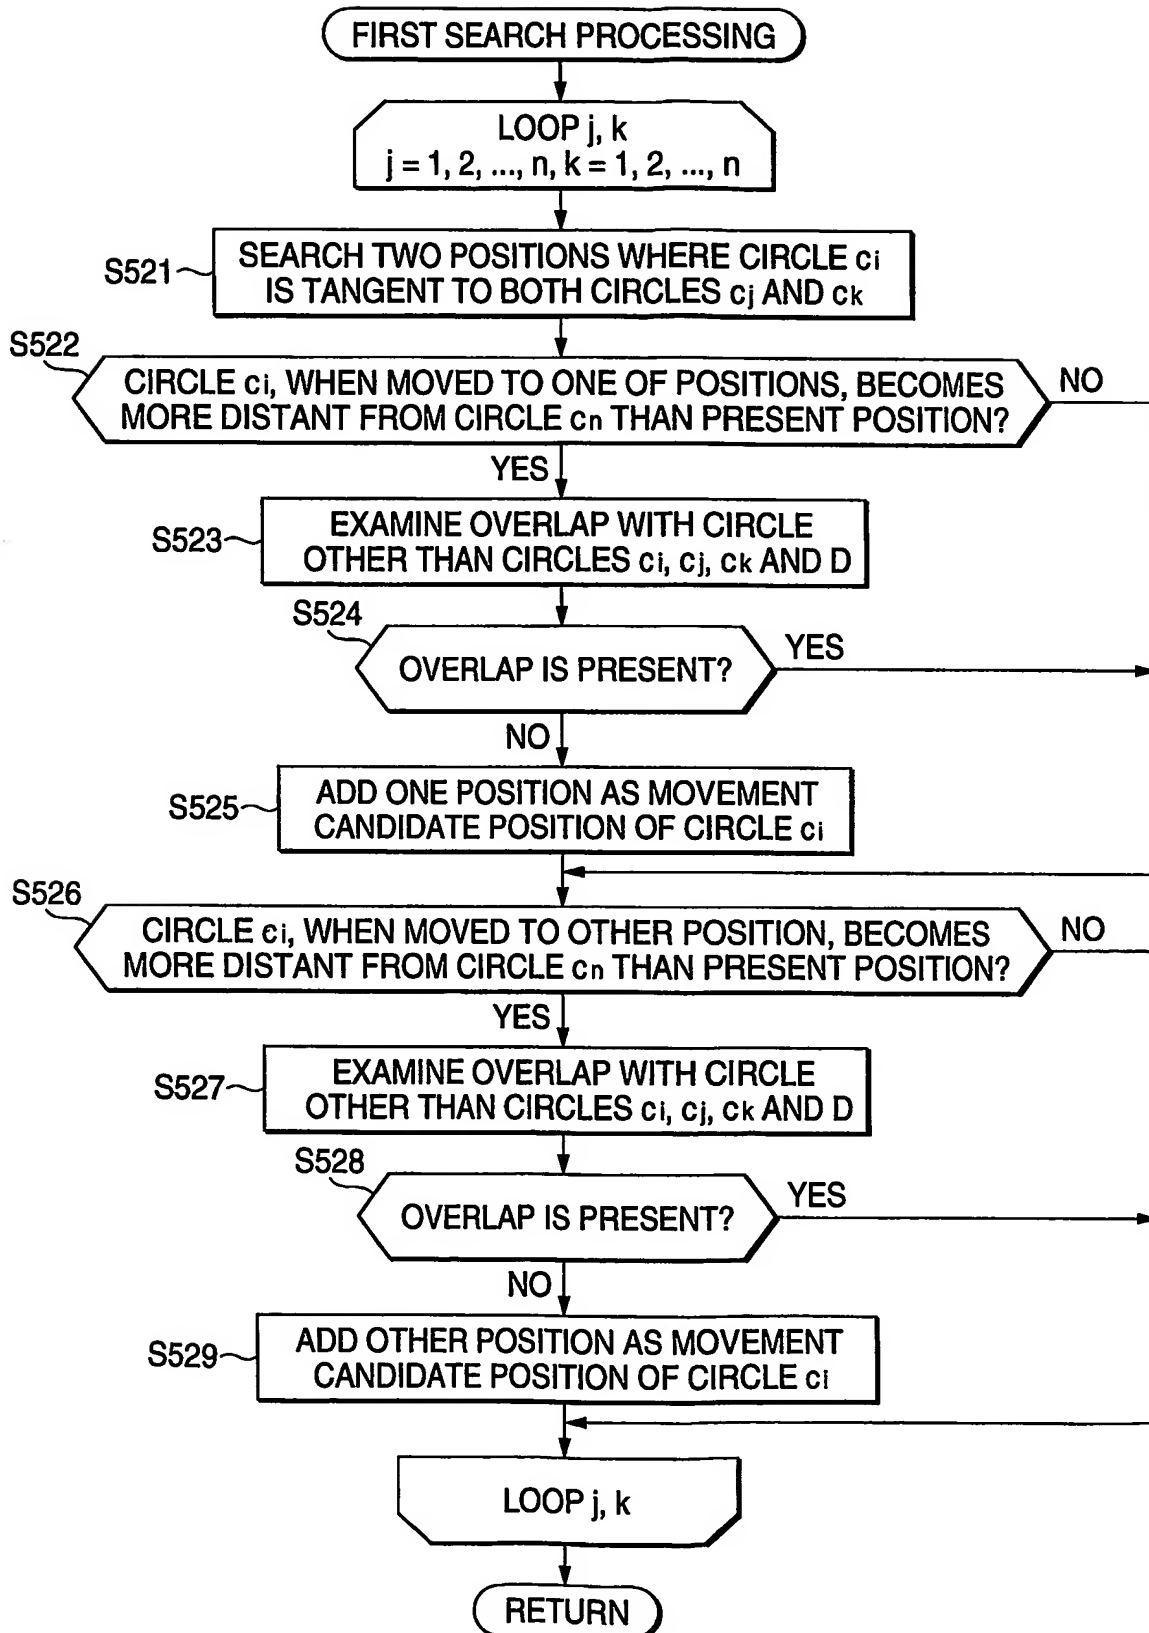 FIRST SEARCH PROCESSING
LOOP j, k
j = 1, 2, ..., n, k = 1, 2, ..., n
S521
SEARCH TWO POSITIONS WHERE CIRCLE ci
IS TANGENT TO BOTH CIRCLES cj AND ck
S522
CIRCLE ci, WHEN MOVED TO ONE OF POSITIONS, BECOMES
MORE DISTANT FROM CIRCLE cn THAN PRESENT POSITION?
NO
YES
S523
EXAMINE OVERLAP WITH CIRCLE
OTHER THAN CIRCLES ci, cj, ck AND D
S524
OVERLAP IS PRESENT?
YES
NO
S525
ADD ONE POSITION AS MOVEMENT
CANDIDATE POSITION OF CIRCLE ci
S526
CIRCLE ci, WHEN MOVED TO OTHER POSITION, BECOMES
MORE DISTANT FROM CIRCLE cn THAN PRESENT POSITION?
NO
YES
S527
EXAMINE OVERLAP WITH CIRCLE
OTHER THAN CIRCLES ci, cj, ck AND D
S528
OVERLAP IS PRESENT?
YES
NO
S529
ADD OTHER POSITION AS MOVEMENT
CANDIDATE POSITION OF CIRCLE ci
LOOP j, k
RETURN